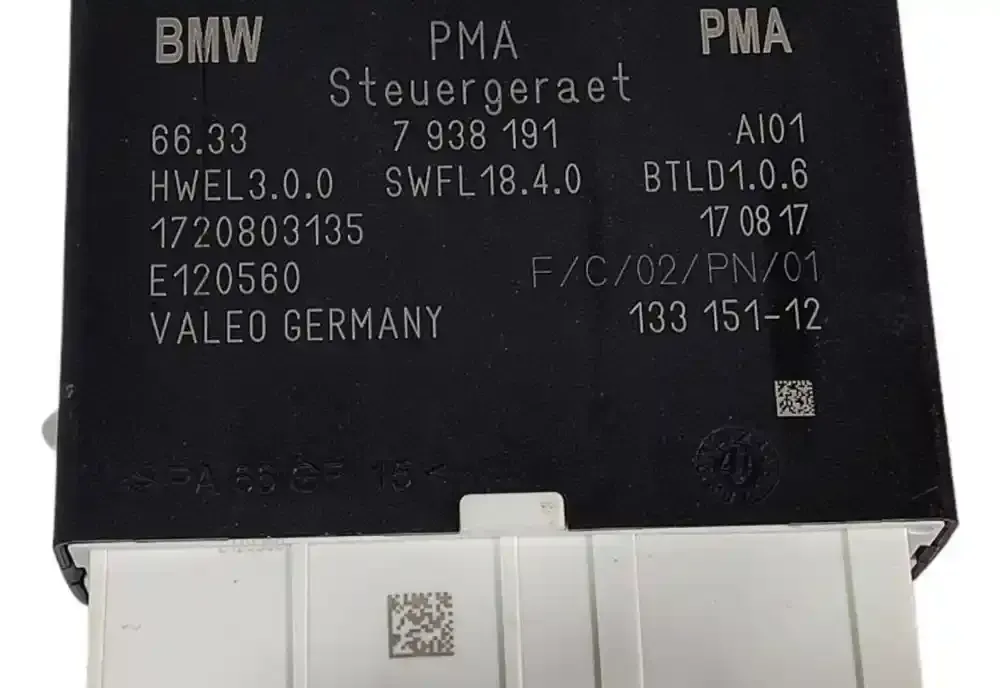 BMW PMA PMA
Steuergeraet
66.33 7 938 191 AI01
HWEL3.0.0 SWFL18.4.0 BTLD1.0.6
1720803135 17 08 17
E120560 F/C/02/PN/01
VALEO GERMANY 133 151-12